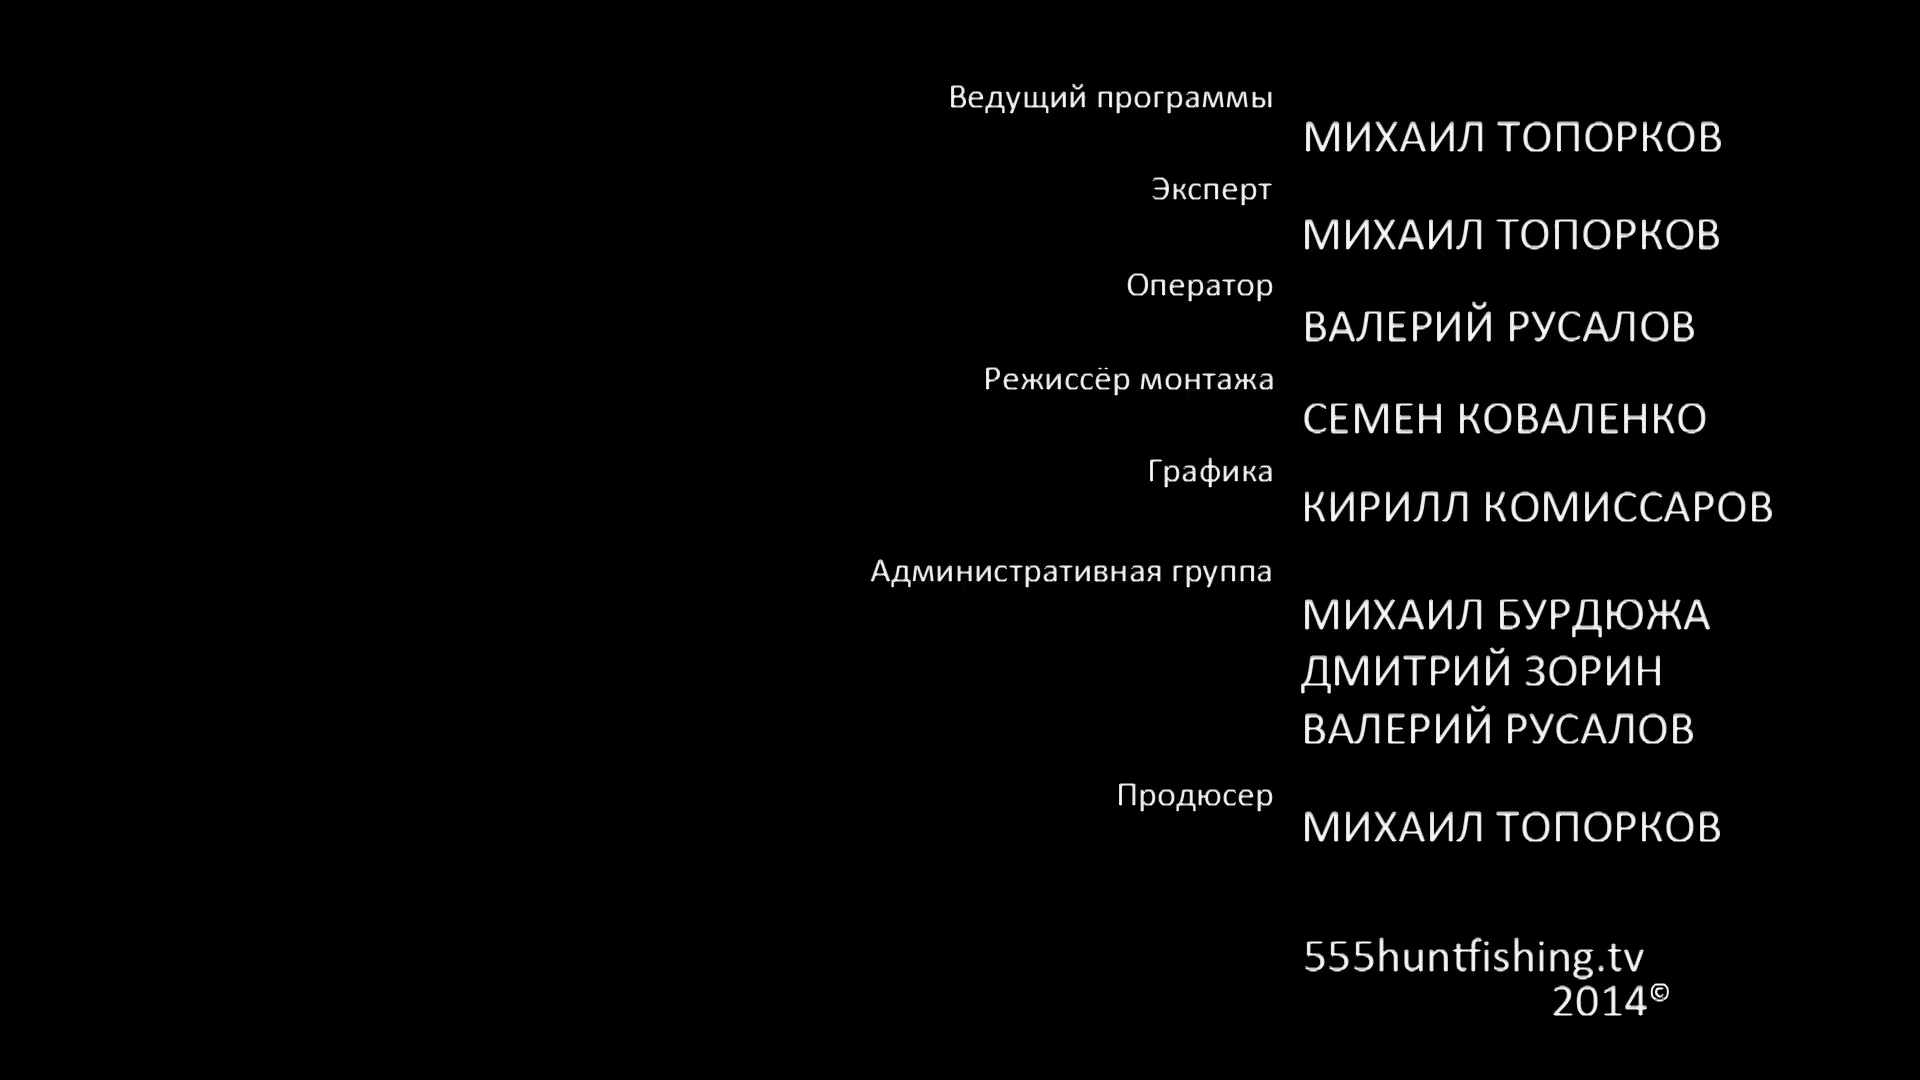 Ведущий программы
МИХАИЛ ТОПОРКОВ
Эксперт
МИХАИЛ ТОПОРКОВ
Оператор
ВАЛЕРИЙ РУСАЛОВ
Режиссёр монтажа
СЕМЕН КОВАЛЕНКО
Графика
КИРИЛЛ КОМИССАРОВ
Административная группа
МИХАИЛ БУРДЮЖА
ДМИТРИЙ ЗОРИН
ВАЛЕРИЙ РУСАЛОВ
Продюсер
МИХАИЛ ТОПОРКОВ
555huntfishing.tv
2014©